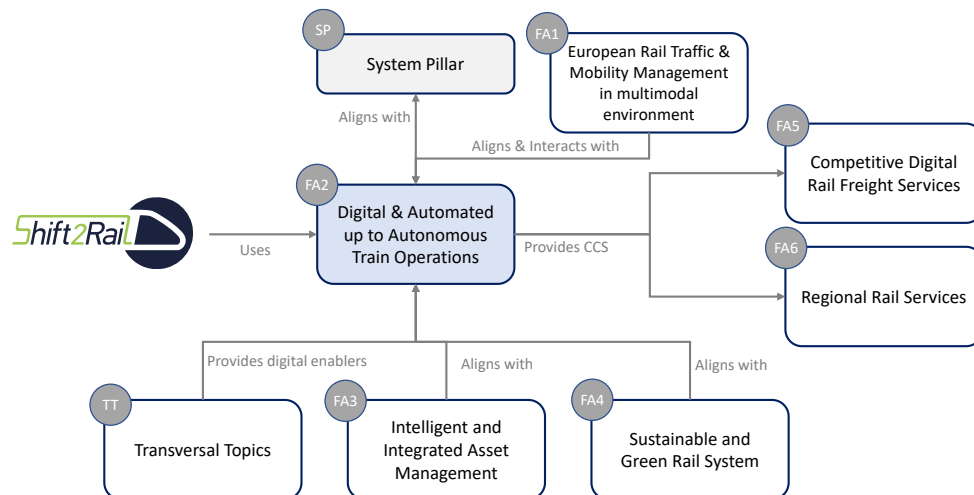 SP
System Pillar
FA1
European Rail Traffic &
Mobility Management
in multimodal
environment
Aligns with
Aligns & Interacts with
FA5
Competitive Digital
Rail Freight Services
FA2
Digital & Automated
up to Autonomous
Train Operations
Shift2Rail
Uses
Provides CCS
FA6
Regional Rail Services
Provides digital enablers
Aligns with
Aligns with
TT
Transversal Topics
FA3
Intelligent and
Integrated Asset
Management
FA4
Sustainable and
Green Rail System